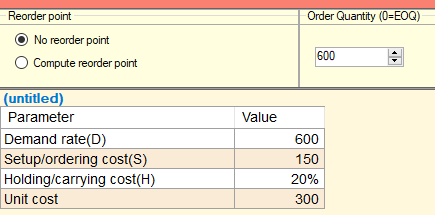 Reorder point
No reorder point
Compute reorder point
Order Quantity (0=EOQ)
600
(untitled)
Parameter Value
Demand rate(D) 600
Setup/ordering cost(S) 150
Holding/carrying cost(H) 20%
Unit cost 300